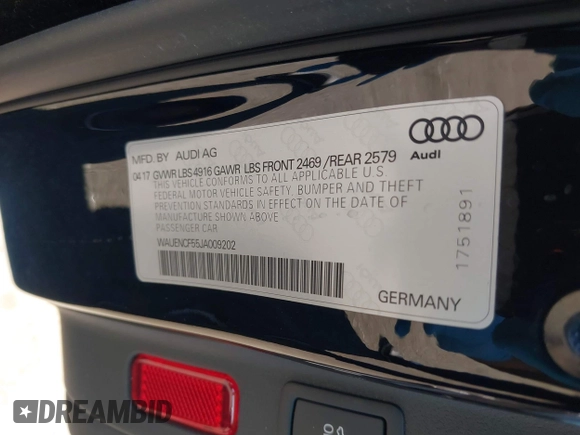 MFD. BY AUDI AG
0417 GVWR LBS 4916 GAWR LBS FRONT 2469 /REAR 2579
THIS VEHICLE CONFORMS TO ALL APPLICABLE U.S
FEDERAL MOTOR VEHICLE SAFETY, BUMPER AND THEFT
PREVENTION STANDARDS IN EFFECT ON THE DATE OF
MANUFACTURE SHOWN ABOVE
PASSENGER CAR
WAUENCF55JA009202
Audi
1751891
GERMANY
DREAMBID